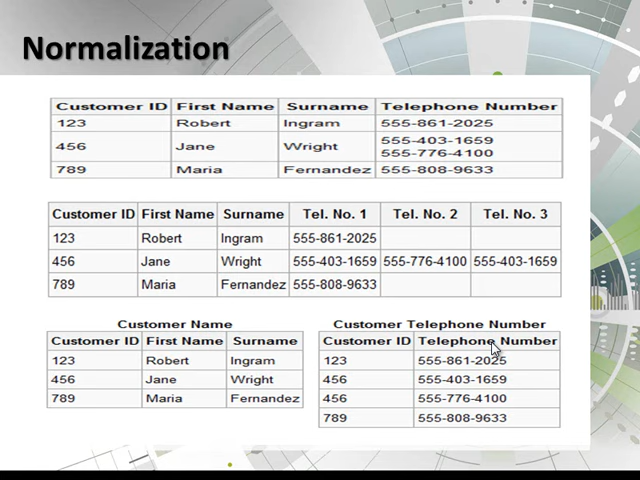 Normalization
Customer ID First Name Surname Telephone Number
123 Robert Ingram 555-861-2025
456 Jane Wright 555-403-1659
555-776-4100
789 Maria Fernandez 555-808-9633
Customer ID First Name Surname Tel. No. 1 Tel. No. 2 Tel. No. 3
123 Robert Ingram 555-861-2025
456 Jane Wright 555-403-1659 555-776-4100 555-403-1659
789 Maria Fernandez 555-808-9633
Customer Name
Customer ID First Name Surname
123 Robert Ingram
456 Jane Wright
789 Maria Fernandez
Customer Telephone Number
Customer ID Telephone Number
123 555-861-2025
456 555-403-1659
456 555-776-4100
789 555-808-9633